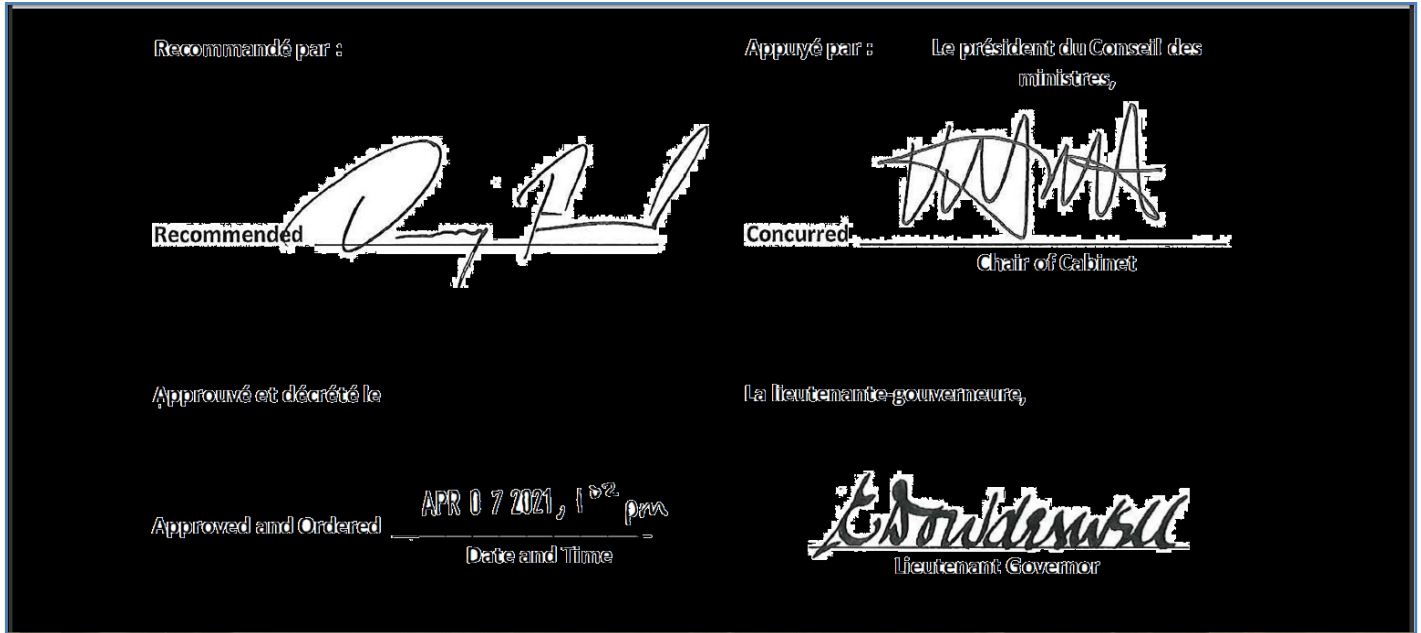 Recommandé par :
Appuyé par : Le président du Conseil des
ministres,
Recommended
Concurred
Chair of Cabinet
Approuvé et décrété le
La lieutenante-gouverneure,
Approved and Ordered APR 0 7 2021, 1 02 pm
Date and Time
EDowdeswell
Lieutenant Governor